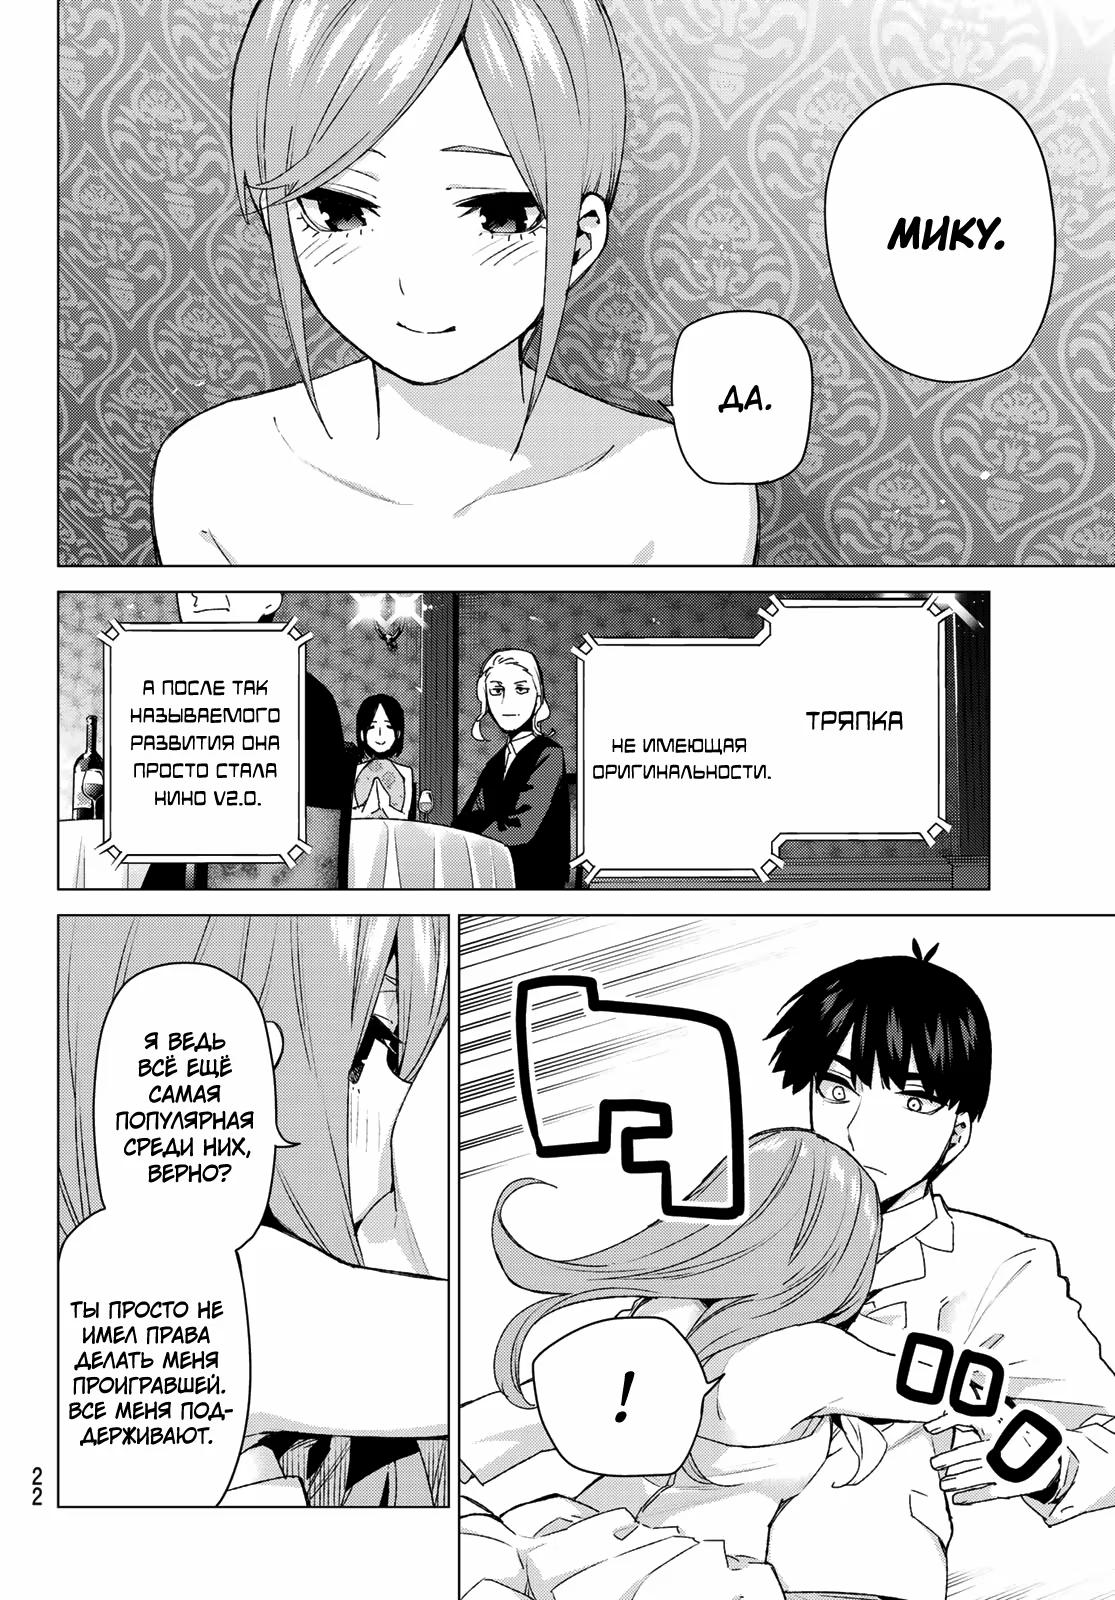 МИКУ.
ДА.
ТРЯПКА
НЕ ИМЕЮЩАЯ
ОРИГИНАЛЬНОСТИ.
А ПОСЛЕ ТАК
НАЗЫВАЕМОГО
РАЗВИТИЯ ОНА
ПРОСТО СТАЛА
НИНО V2.0.
!
Я ВЕДЬ
ВСЁ ЕЩЁ
САМАЯ
ПОПУЛЯРНАЯ
СРЕДИ НИХ,
ВЕРНО?
ТЫ ПРОСТО НЕ
ИМЕЛ ПРАВА
ДЕЛАТЬ МЕНЯ
ПРОИГРАВШЕЙ.
ВСЕ МЕНЯ ПОД-
ДЕРЖИВАЮТ.
22